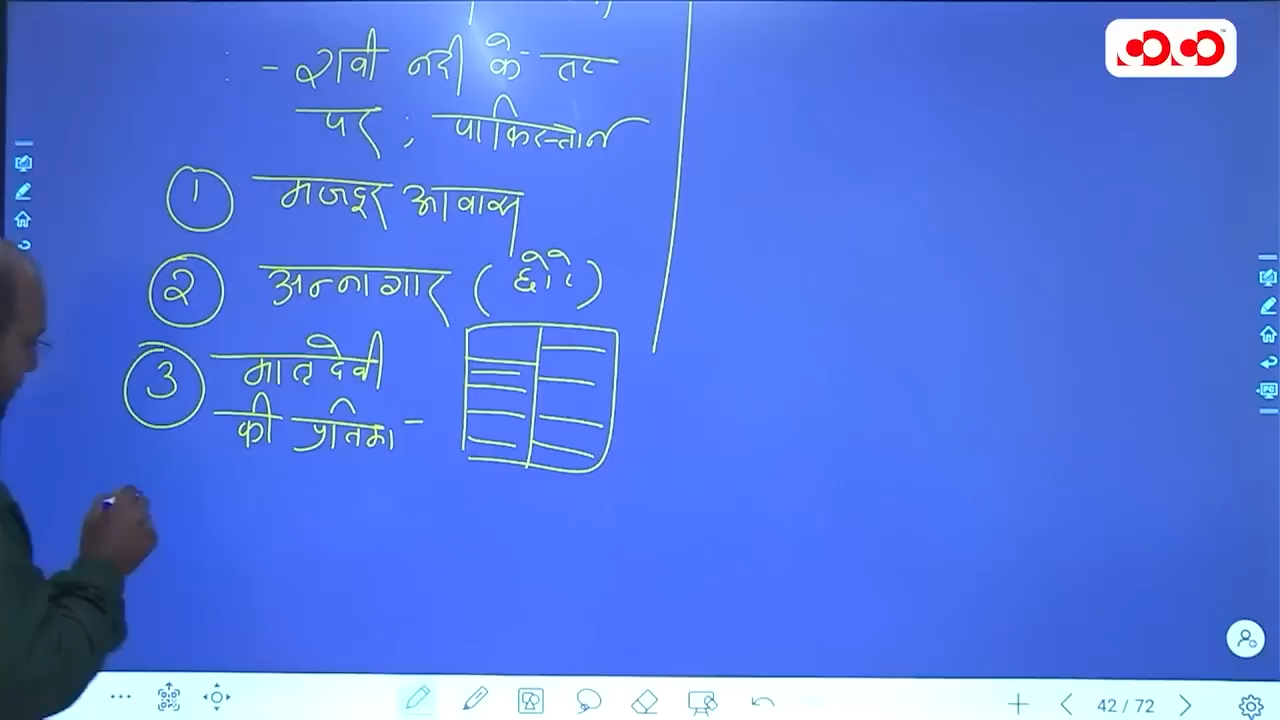 - रावी नदी के तट
पर ; पाकिस्तान
① मजदूर आवास
② अन्नागार (छोटे)
③ मातृदेवी
की प्रतिमा -
42 / 72